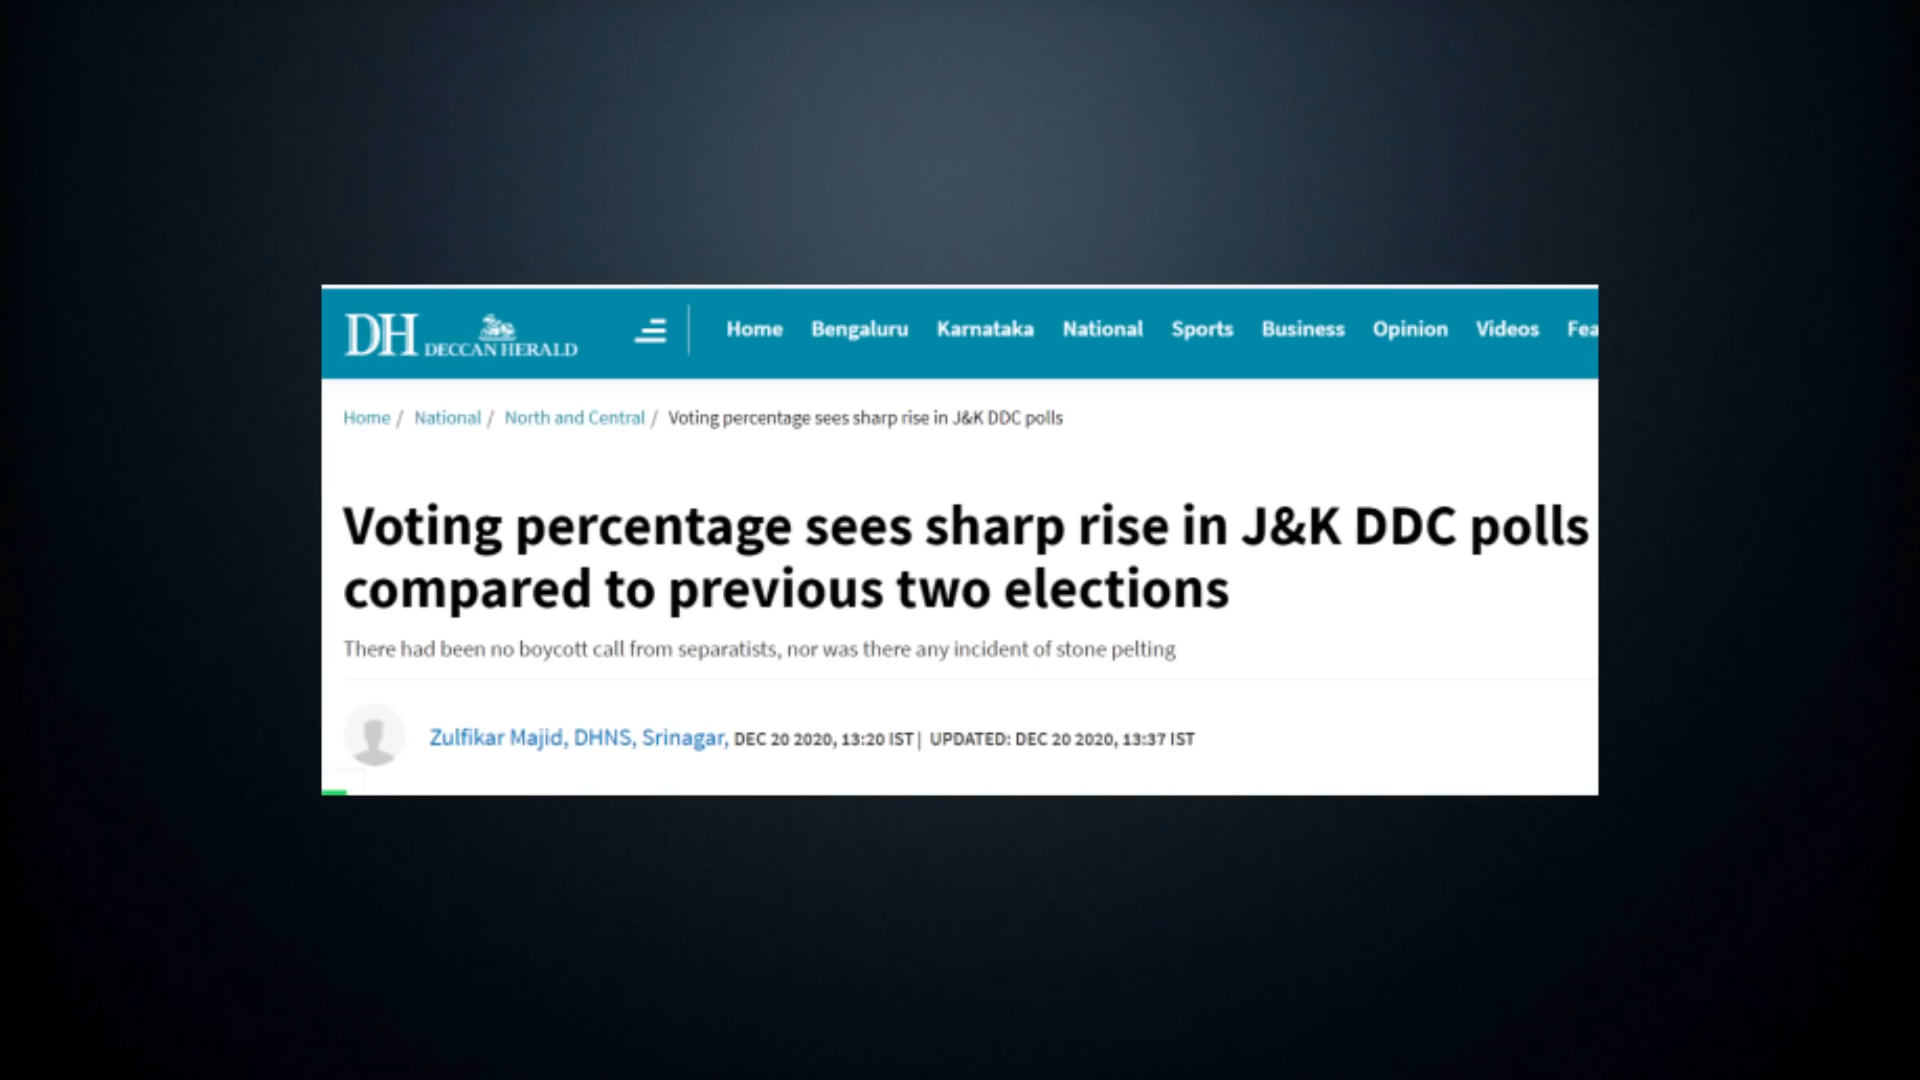 DH DECCAN HERALD
Home Bengaluru Karnataka National Sports Business Opinion Videos Fea
Home / National / North and Central / Voting percentage sees sharp rise in J&K DDC polls
Voting percentage sees sharp rise in J&K DDC polls
compared to previous two elections
There had been no boycott call from separatists, nor was there any incident of stone pelting
Zulfikar Majid, DHNS, Srinagar, DEC 20 2020, 13:20 IST | UPDATED: DEC 20 2020, 13:37 IST